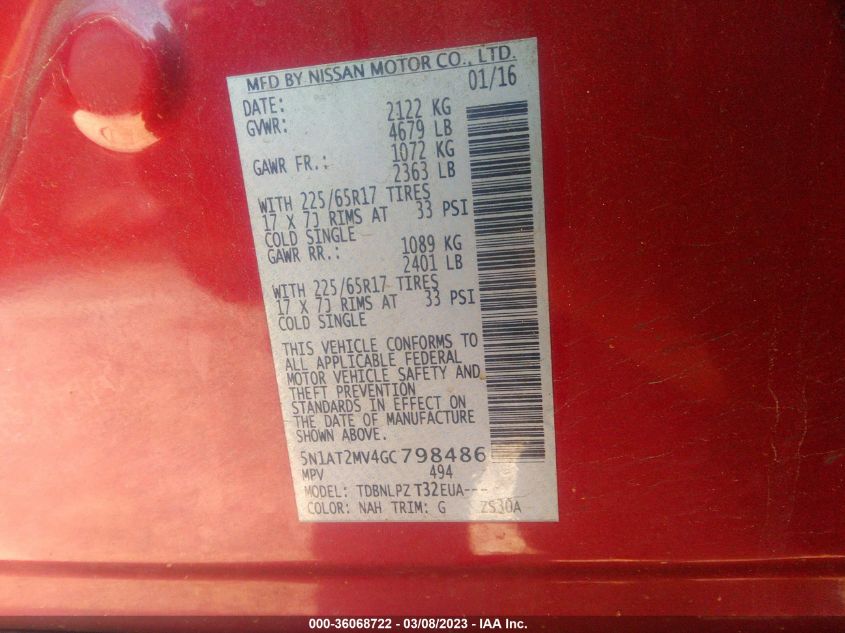 MFD BY NISSAN MOTOR CO., LTD.
DATE: 01/16
GVWR: 2122 KG
4679 LB
GAWR FR.: 1072 KG
2363 LB
WITH 225/65R17 TIRES
17 X 7J RIMS AT 33 PSI
COLD SINGLE
GAWR RR.: 1089 KG
2401 LB
WITH 225/65R17 TIRES
17 X 7J RIMS AT 33 PSI
COLD SINGLE
THIS VEHICLE CONFORMS TO
ALL APPLICABLE FEDERAL
MOTOR VEHICLE SAFETY AND
THEFT PREVENTION
STANDARDS IN EFFECT ON
THE DATE OF MANUFACTURE
SHOWN ABOVE.
5N1AT2MV4GC798486
MPV 494
MODEL: TDBNLPZ T32EUA---
COLOR: NAH TRIM: G ZS30A
000-36068722 - 03/08/2023 - IAA Inc.